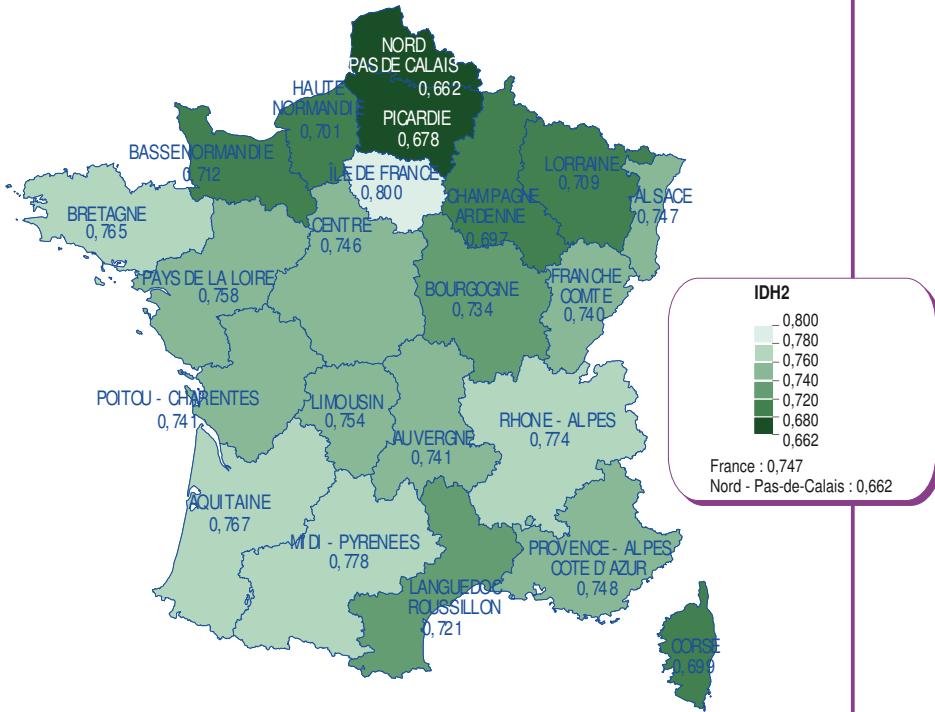 NORD
PAS DE CALAIS
0,662
HAUTE
NORMANDIE
0,701
PICARDIE
0,678
BASSE NORMANDIE
0,712
ÎLE DE FRANCE
0,800
LORRAINE
0,709
CHAMPAGNE
ARDENNE
0,697
ALSACE
0,747
BRETAGNE
0,765
CENTRE
0,746
PAYS DE LA LOIRE
0,758
BOURGOGNE
0,734
FRANCHE
COMTE
0,740
IDH2
0,800
0,780
0,760
0,740
0,720
0,680
0,662
France : 0,747
Nord - Pas-de-Calais : 0,662
POITOU - CHARENTES
0,741
LIMOUSIN
0,754
RHONE - ALPES
0,774
AUVERGNE
0,741
AQUITAINE
0,767
MIDI - PYRENEES
0,778
PROVENCE - ALPES
COTE D'AZUR
0,748
LANGUEDOC
ROUSSILLON
0,721
CORSE
0,699